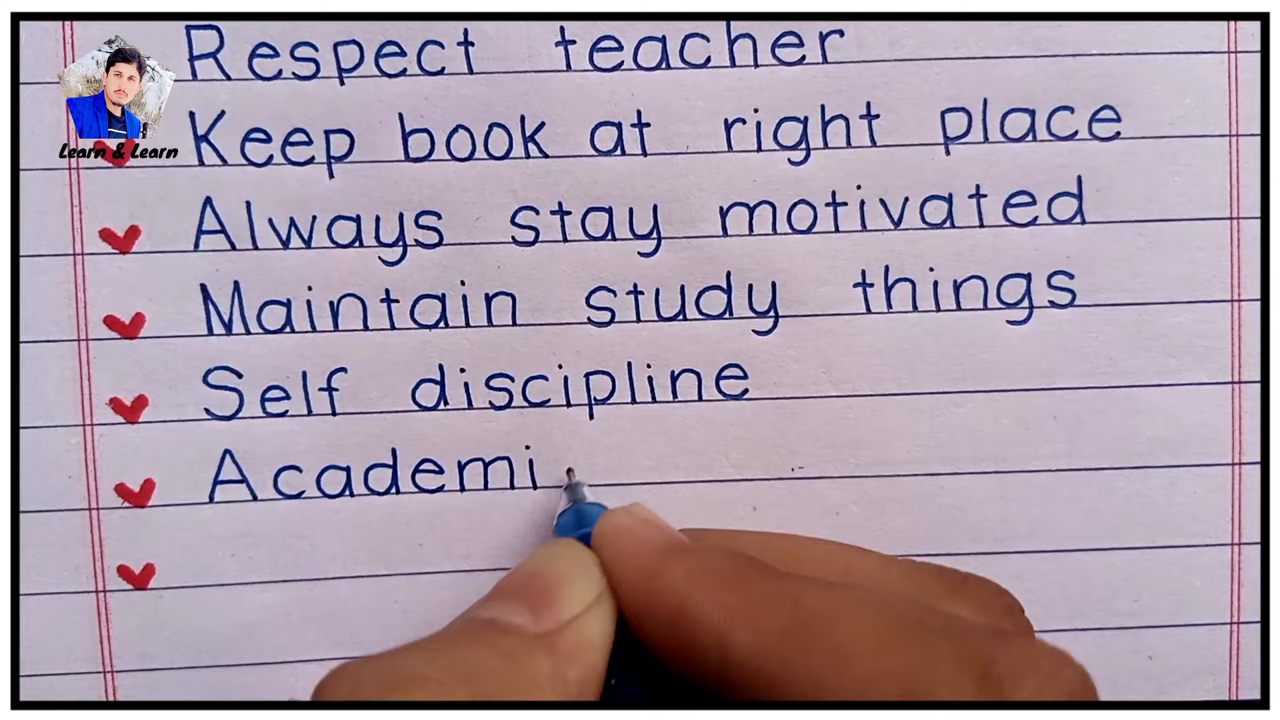 Respect teacher
Learn & Learn
Keep book at right place
Always stay motivated
Maintain study things
Self discipline
Academi